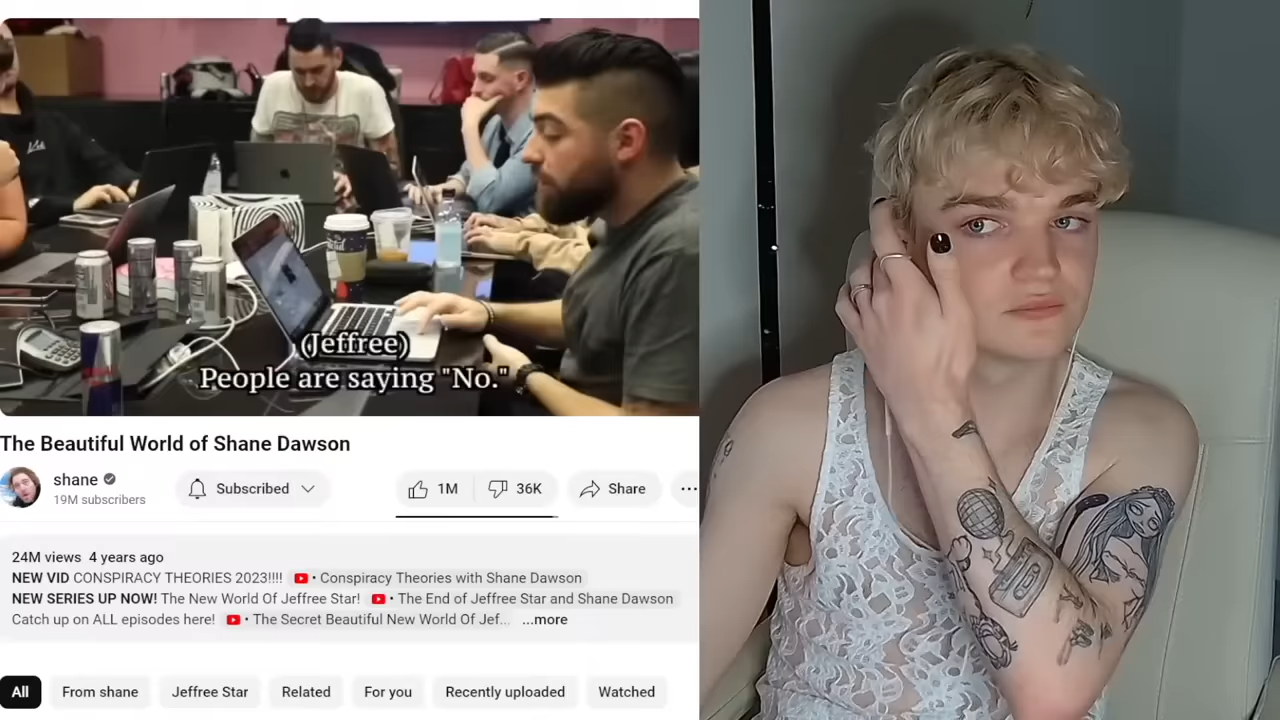 (Jeffree)
People are saying "No."
The Beautiful World of Shane Dawson
shane
19M subscribers
Subscribed
1M
36K
Share
24M views 4 years ago
NEW VID CONSPIRACY THEORIES 2023!!!! • Conspiracy Theories with Shane Dawson
NEW SERIES UP NOW! The New World Of Jeffree Star! • The End of Jeffree Star and Shane Dawson
Catch up on ALL episodes here! • The Secret Beautiful New World Of Jef... ...more
All
From shane
Jeffree Star
Related
For you
Recently uploaded
Watched